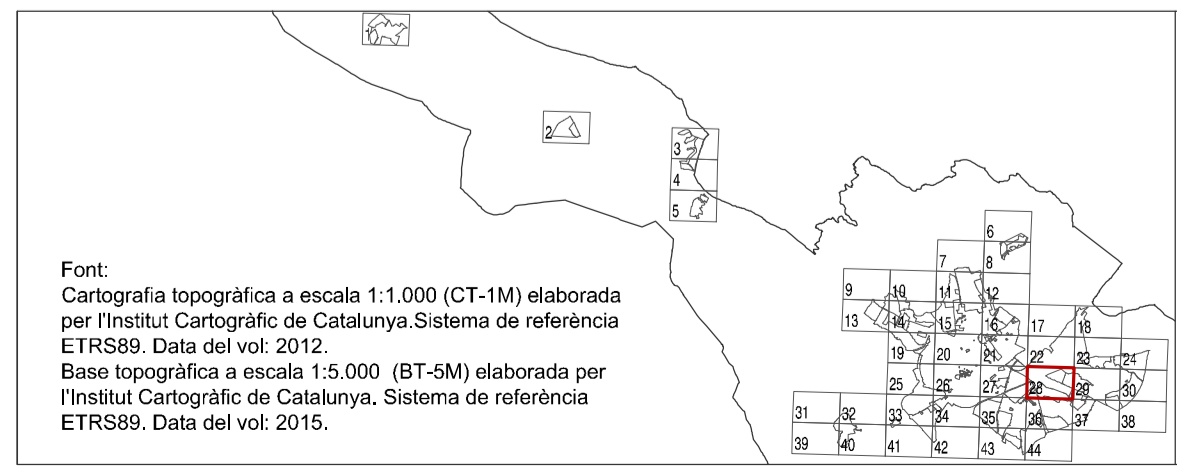 1
2
3
4
5
6
7 8
9 10 11 12
13 14 15 16 17 18
19 20 21 22 23 24
25 26 27 28 29 30
31 32 33 34 35 36 37 38
39 40 41 42 43 44
Font:
Cartografia topogràfica a escala 1:1.000 (CT-1M) elaborada
per l'Institut Cartogràfic de Catalunya.Sistema de referència
ETRS89. Data del vol: 2012.
Base topogràfica a escala 1:5.000 (BT-5M) elaborada per
l'Institut Cartogràfic de Catalunya. Sistema de referència
ETRS89. Data del vol: 2015.